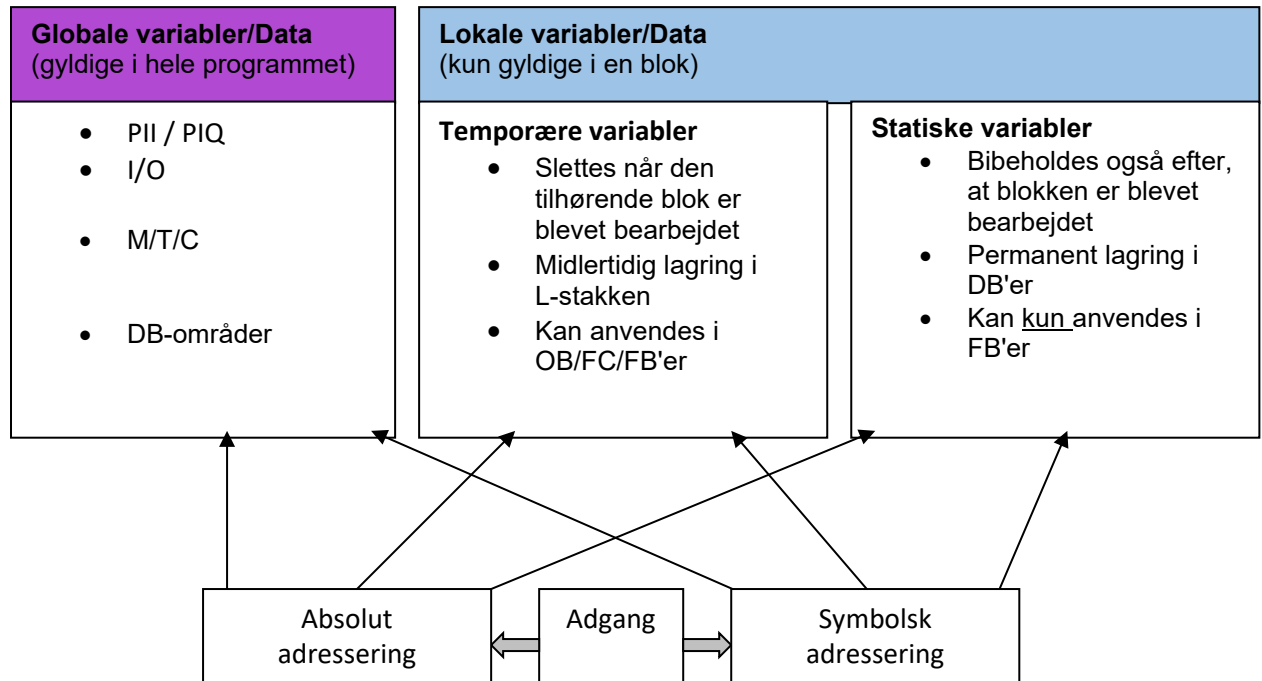 Globale variabler/Data
(gyldige i hele programmet)
Lokale variabler/Data
(kun gyldige i en blok)
• PII / PIQ
• I/O
• M/T/C
• DB-områder
Temporære variabler
• Slettes når den
tilhørende blok er
blevet bearbejdet
• Midlertidig lagring i
L-stakken
• Kan anvendes i
OB/FC/FB'er
Statiske variabler
• Bibeholdes også efter,
at blokken er blevet
bearbejdet
• Permanent lagring i
DB'er
• Kan kun anvendes i
FB'er
Absolut
adressering
Adgang
Symbolsk
adressering